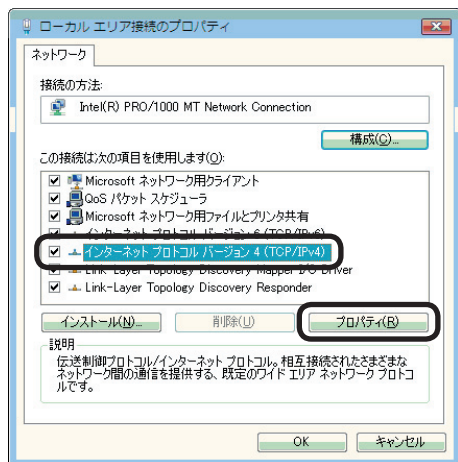 ローカル エリア接続のプロパティ
ネットワーク
接続の方法:
Intel(R) PRO/1000 MT Network Connection
構成(C)...
この接続は次の項目を使用します(O):
Microsoft ネットワーク用クライアント
QoS パケット スケジューラ
Microsoft ネットワーク用ファイルとプリンタ共有
インターネット プロトコル バージョン 6 (TCP/IPv6)
インターネット プロトコル バージョン 4 (TCP/IPv4)
Link-Layer Topology Discovery Mapper I/O Driver
Link-Layer Topology Discovery Responder
インストール(N)...
削除(U)
プロパティ(R)
説明
伝送制御プロトコル/インターネット プロトコル。相互接続されたさまざまな
ネットワーク間の通信を提供する、既定のワイド エリア ネットワーク プロトコ
ルです。
OK
キャンセル